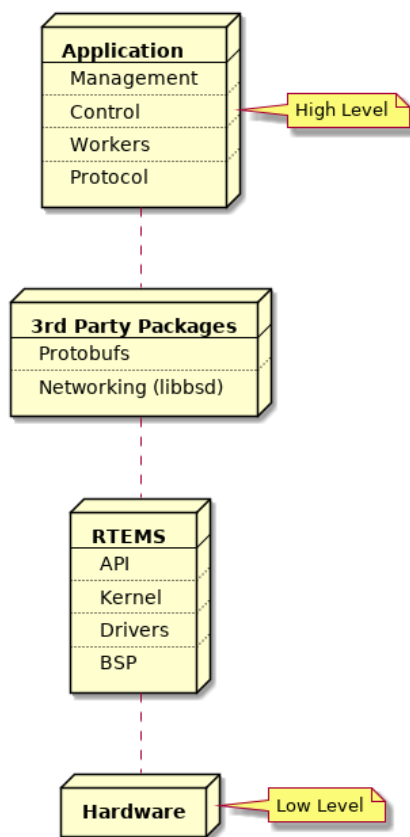 Application
Management
Control
High Level
Workers
Protocol
3rd Party Packages
Protobufs
Networking (libbsd)
RTEMS
API
Kernel
Drivers
BSP
Hardware
Low Level